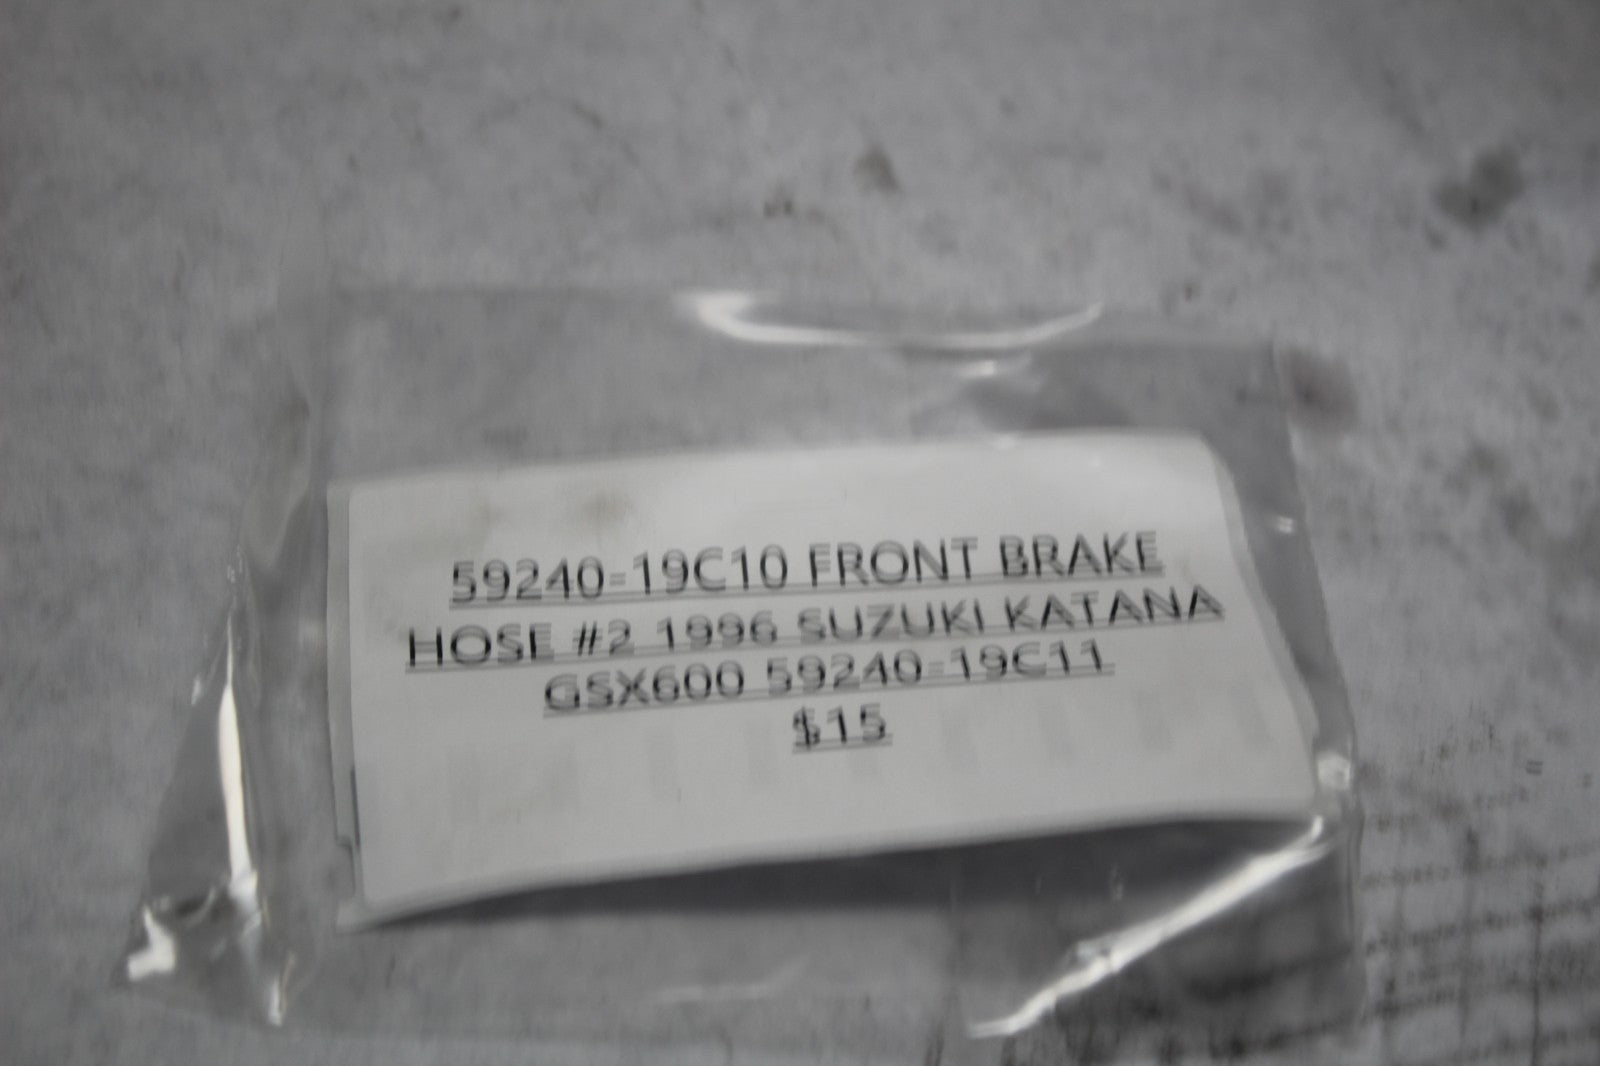 59240-19C10 FRONT BRAKE
HOSE #2 1996 SUZUKI KATANA
GSX600 59240-19C11
$15